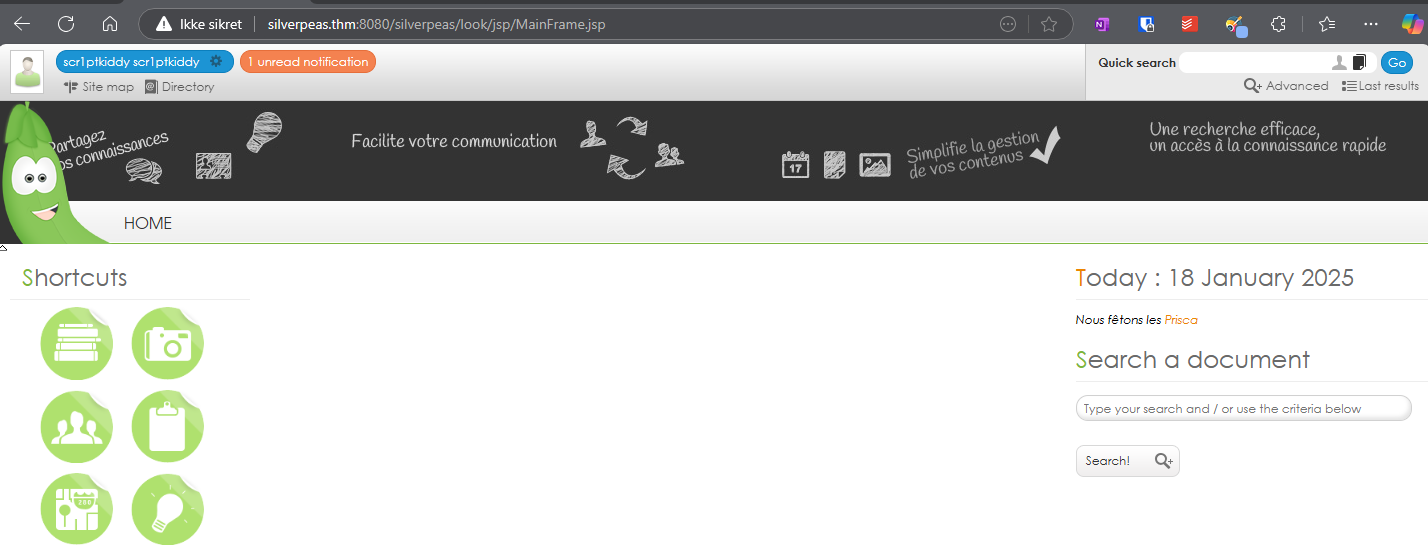 Ikke sikret
silverpeas.thm:8080/silverpeas/look/jsp/MainFrame.jsp
scr1ptkiddy scr1ptkiddy
1 unread notification
Quick search
Go
Site map
Directory
Advanced
Last results
Partagez
vos connaissances
Facilite votre communication
17
Simplifie la gestion
de vos contenus
Une recherche efficace,
un accès à la connaissance rapide
HOME
Shortcuts
Today : 18 January 2025
Nous fêtons les Prisca
Search a document
Type your search and / or use the criteria below
Search!